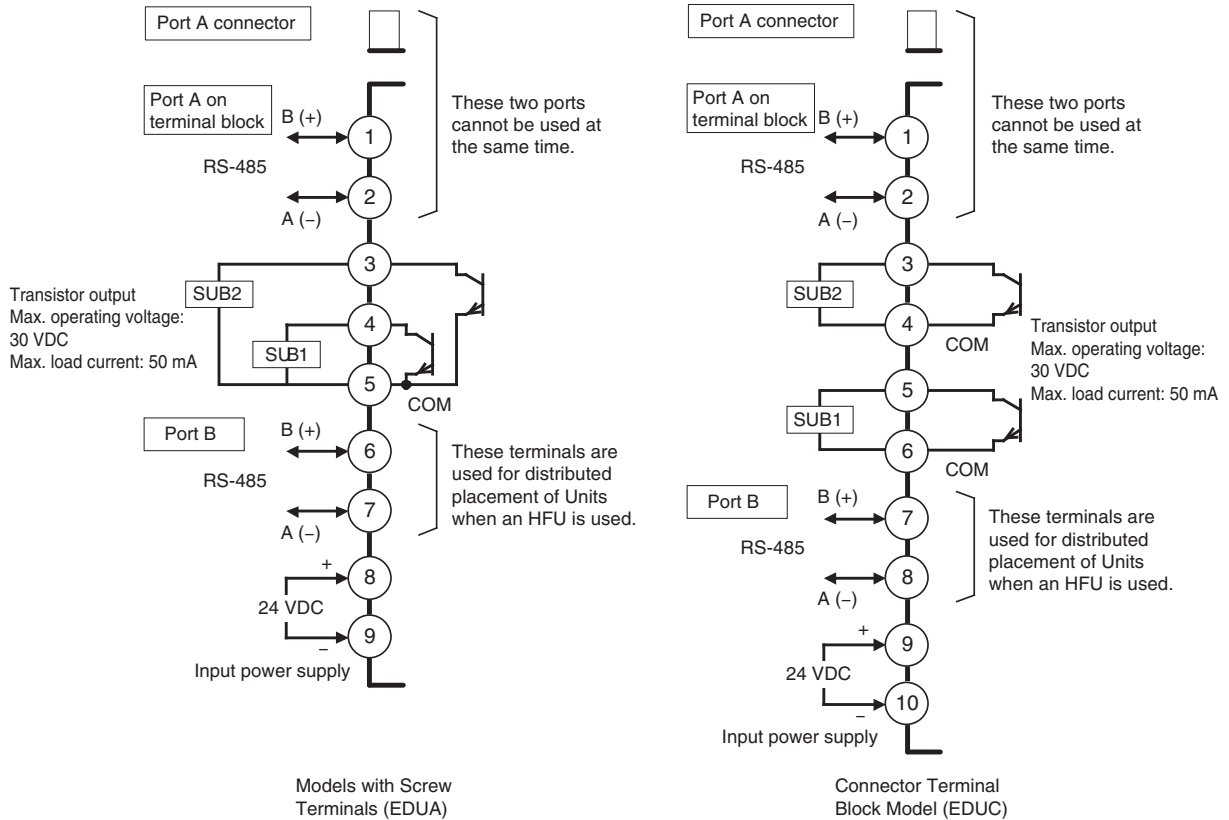 Port A connector
Port A on
terminal block
B (+)
1
RS-485
2
A (−)
These two ports
cannot be used at
the same time.
3
SUB2
Transistor output
Max. operating voltage:
30 VDC
Max. load current: 50 mA
4
SUB1
5
COM
Port B
B (+)
6
RS-485
7
A (−)
These terminals are
used for distributed
placement of Units
when an HFU is used.
+
8
24 VDC
9
−
Input power supply
Models with Screw
Terminals (EDUA)
Port A connector
Port A on
terminal block
B (+)
1
RS-485
2
A (−)
These two ports
cannot be used at
the same time.
3
SUB2
4
COM
Transistor output
Max. operating voltage:
30 VDC
Max. load current: 50 mA
5
SUB1
6
COM
Port B
B (+)
7
RS-485
8
A (−)
These terminals are
used for distributed
placement of Units
when an HFU is used.
+
9
24 VDC
10
−
Input power supply
Connector Terminal
Block Model (EDUC)